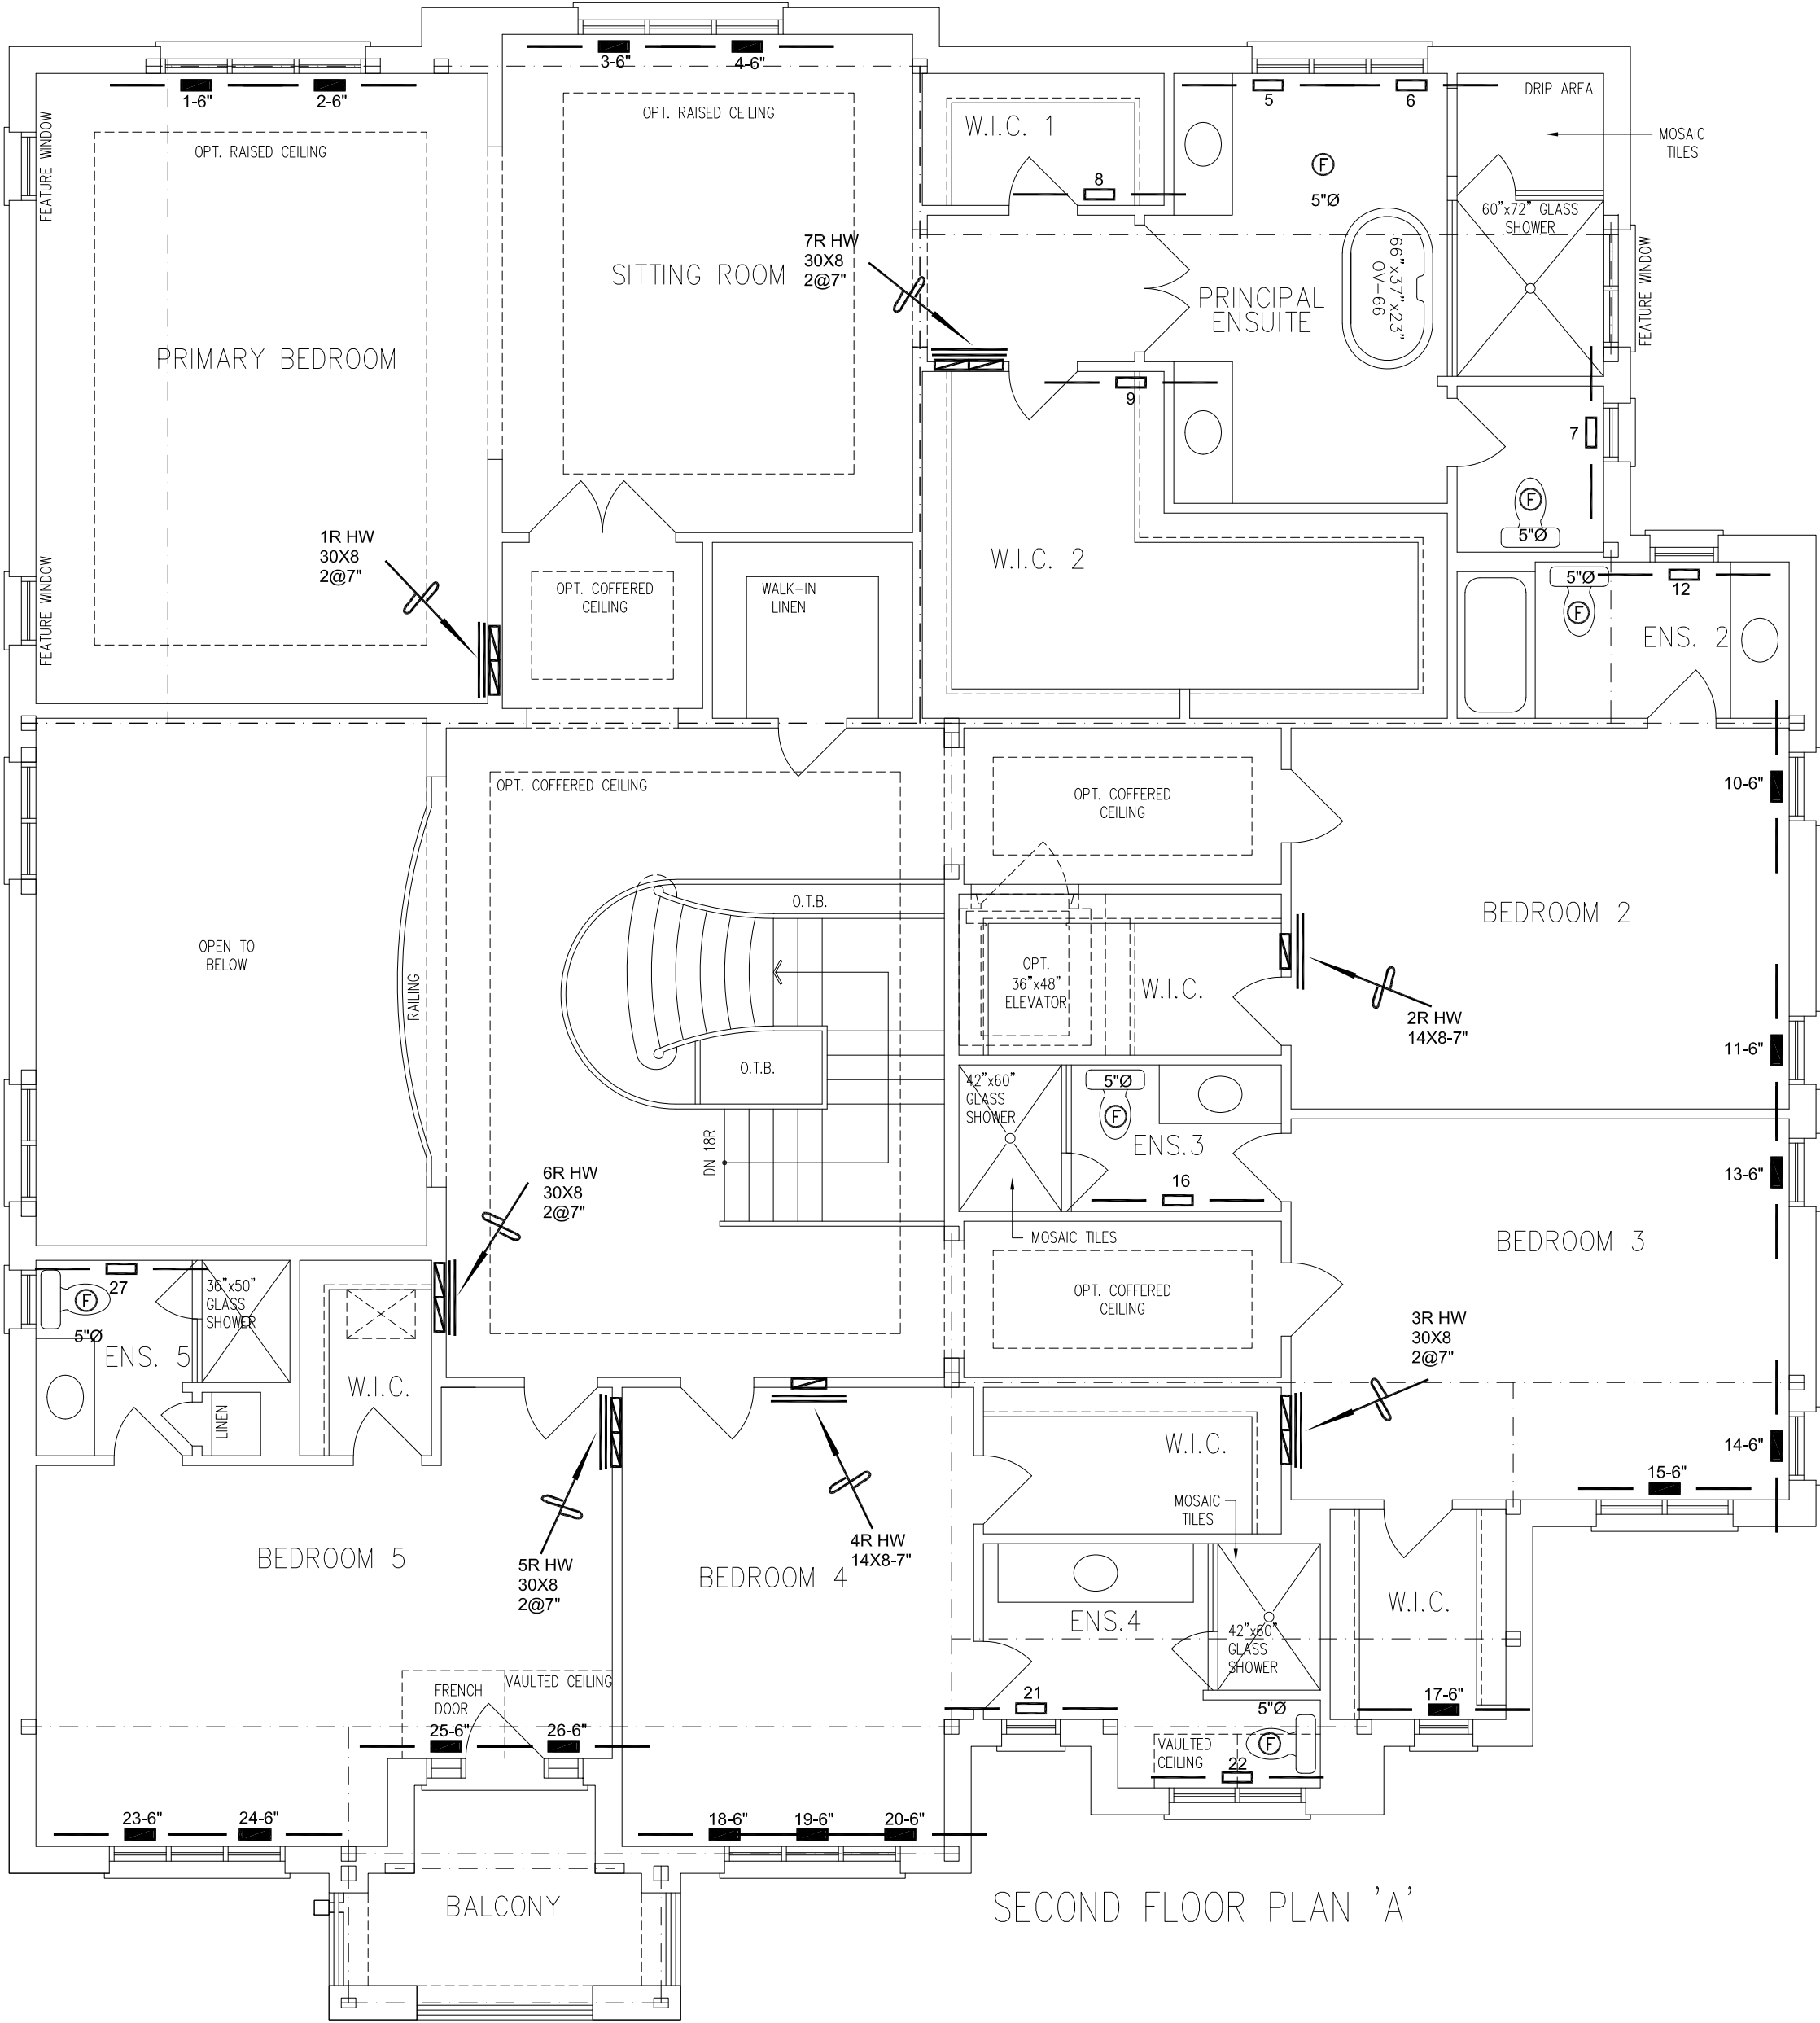 3-6"
4-6"
1-6"
2-6"
5
6
DRIP AREA
OPT. RAISED CEILING
OPT. RAISED CEILING
W.I.C. 1
MOSAIC
TILES
FEATURE WINDOW
8
F
5"Ø
60"x72" GLASS
SHOWER
7R HW
30X8
2@7"
SITTING ROOM
66"x37"x23"
OV-66
FEATURE WINDOW
PRINCIPAL
ENSUITE
PRIMARY BEDROOM
9
7
F
5"Ø
1R HW
30X8
2@7"
W.I.C. 2
FEATURE WINDOW
OPT. COFFERED
CEILING
WALK-IN
LINEN
5"Ø
F
12
ENS. 2
OPT. COFFERED CEILING
OPT. COFFERED
CEILING
10-6"
O.T.B.
BEDROOM 2
OPEN TO
BELOW
RAILING
OPT.
36"x48"
ELEVATOR
W.I.C.
2R HW
14X8-7"
11-6"
O.T.B.
42"x60"
GLASS
SHOWER
5"Ø
F
ENS.3
DN 18R
6R HW
30X8
2@7"
16
13-6"
MOSAIC TILES
BEDROOM 3
27
F
5"Ø
36"x50"
GLASS
SHOWER
OPT. COFFERED
CEILING
3R HW
30X8
2@7"
ENS. 5
W.I.C.
LINEN
W.I.C.
14-6"
15-6"
MOSAIC
TILES
BEDROOM 5
5R HW
30X8
2@7"
4R HW
14X8-7"
BEDROOM 4
W.I.C.
ENS.4
42"x60"
GLASS
SHOWER
FRENCH
DOOR
VAULTED CEILING
21
5"Ø
17-6"
25-6"
26-6"
VAULTED
CEILING
F
22
23-6"
24-6"
18-6"
19-6"
20-6"
BALCONY
SECOND FLOOR PLAN 'A'